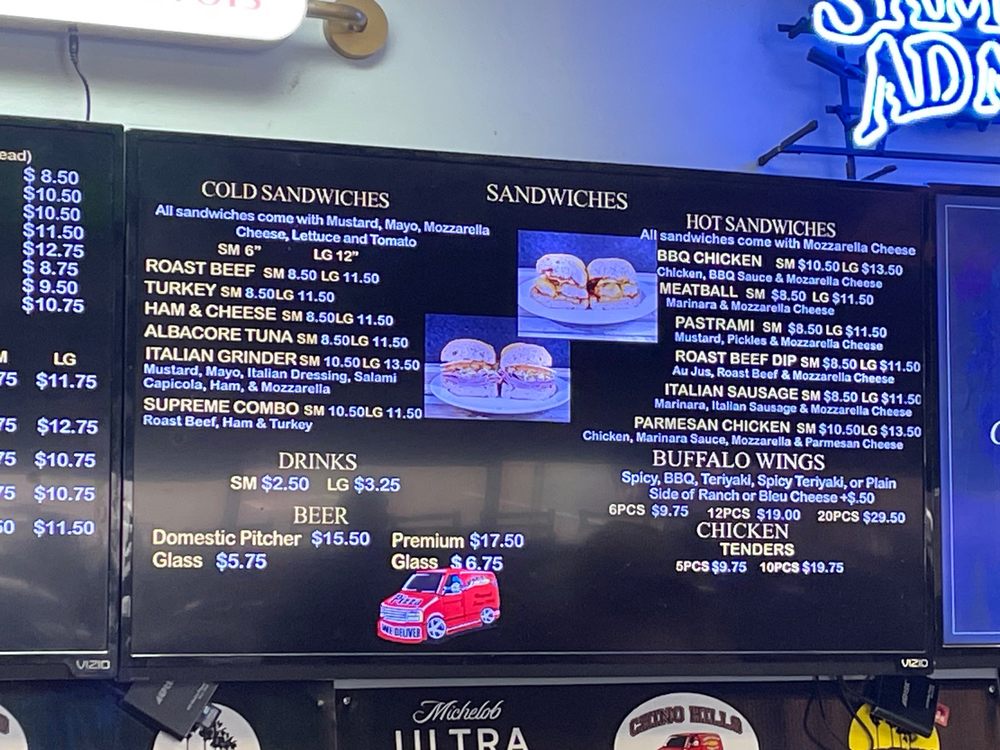 ead)
$ 8.50
$10.50
$10.50
$11.50
$12.75
$ 8.75
$ 9.50
$10.75
LG
75 $11.75
$12.75
75 $10.75
75 $10.75
50 $11.50
VIZIO
SANDWICHES
COLD SANDWICHES
All sandwiches come with Mustard, Mayo, Mozzarella
Cheese, Lettuce and Tomato
SM 6" LG 12"
ROAST BEEF SM 8.50 LG 11.50
TURKEY SM 8.50LG 11.50
HAM & CHEESE SM 8.50LG 11.50
ALBACORE TUNA SM 8.50LG 11.50
ITALIAN GRINDER SM 10.50LG 13.50
Mustard, Mayo, Italian Dressing, Salami
Capicola, Ham, & Mozzarella
SUPREME COMBO SM 10.50LG 11.50
Roast Beef, Ham & Turkey
DRINKS
SM $2.50 LG $3.25
BEER
Domestic Pitcher $15.50 Premium $17.50
Glass $5.75 Glass $ 6.75
PIZZA
WE DELIVER
HOT SANDWICHES
All sandwiches come with Mozzarella Cheese
BBQ CHICKEN SM $10.50LG $13.50
Chicken, BBQ Sauce & Mozarella Cheese
MEATBALL SM $8.50 LG $11.50
Marinara & Mozzarella Cheese
PASTRAMI SM $8.50 LG $11.50
Mustard, Pickles & Mozzarella Cheese
ROAST BEEF DIP SM $8.50 LG $11.50
Au Jus, Roast Beef & Mozzarella Cheese
ITALIAN SAUSAGE SM $8.50 LG $11.50
Marinara, Italian Sausage & Mozzarella Cheese
PARMESAN CHICKEN SM $10.50LG $13.50
Chicken, Marinara Sauce, Mozzarella & Parmesan Cheese
BUFFALO WINGS
Spicy, BBQ, Teriyaki, Spicy Teriyaki, or Plain
Side of Ranch or Bleu Cheese +$.50
6PCS $9.75 12PCS $19.00 20PCS $29.50
CHICKEN
TENDERS
5PCS $9.75 10PCS $19.75
VIZIO
Michelob
ULTRA
CHINO HILLS